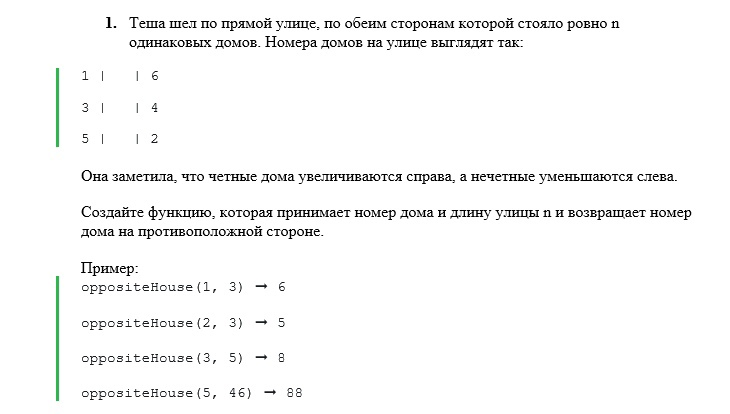 1. Теша шел по прямой улице, по обеим сторонам которой стояло ровно n
одинаковых домов. Номера домов на улице выглядят так:
1 | | 6
3 | | 4
5 | | 2
Она заметила, что четные дома увеличиваются справа, а нечетные уменьшаются слева.
Создайте функцию, которая принимает номер дома и длину улицы n и возвращает номер
дома на противоположной стороне.
Пример:
oppositeHouse(1, 3) ➞ 6
oppositeHouse(2, 3) ➞ 5
oppositeHouse(3, 5) ➞ 8
oppositeHouse(5, 46) ➞ 88